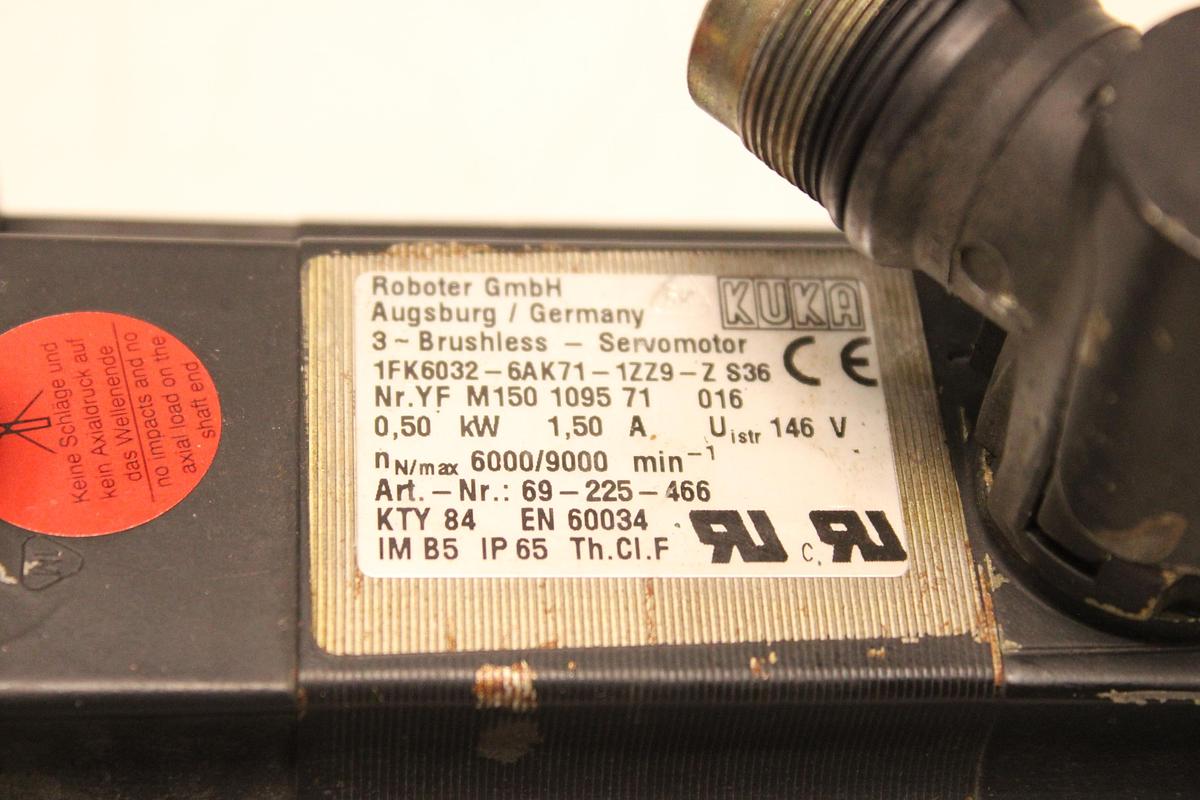 Roboter GmbH
KUKA
Augsburg / Germany
3 ~ Brushless – Servomotor
CE
1FK6032 – 6AK71 – 1ZZ9 – Z S36
Nr.YF M150 1095 71 016
0,50 kW 1,50 A Uistr 146 V
nN/max 6000/9000 min-1
Art. – Nr.: 69 – 225 – 466
KTY 84 EN 60034
IM B5 IP 65 Th.Cl.F
c
Keine Schläge und
kein Axialdruck auf
das Wellenende
no impacts and no
axial load on the
shaft end